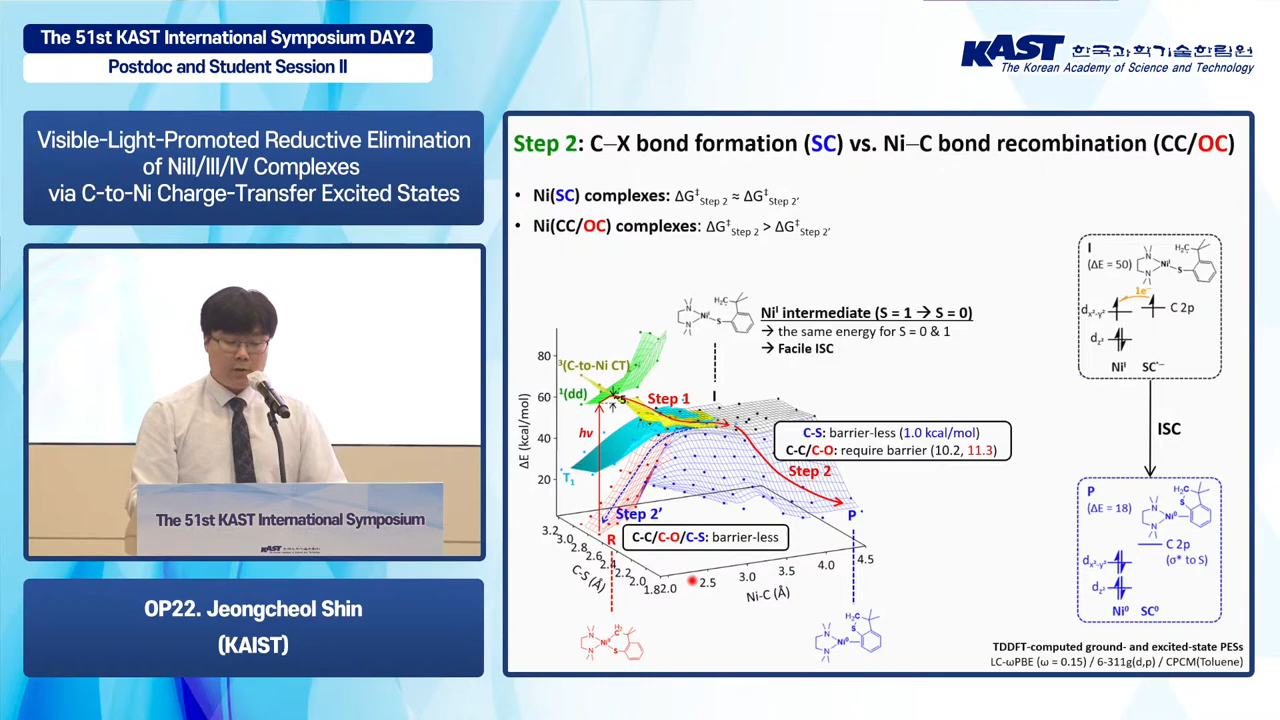 The 51st KAST International Symposium DAY2
Postdoc and Student Session II
KAST 한국과학기술한림원
The Korean Academy of Science and Technology
Visible-Light-Promoted Reductive Elimination
of NiII/III/IV Complexes
via C-to-Ni Charge-Transfer Excited States
Step 2: C–X bond formation (SC) vs. Ni–C bond recombination (CC/OC)
• Ni(SC) complexes: ΔG‡Step 2 ≈ ΔG‡Step 2′
• Ni(CC/OC) complexes: ΔG‡Step 2 > ΔG‡Step 2′
NiI intermediate (S = 1 → S = 0)
→ the same energy for S = 0 & 1
→ Facile ISC
ΔE (kcal/mol)
80
60
40
20
3(C-to-Ni CT)
1(dd)
~5
hν
T1
Step 1
C-S: barrier-less (1.0 kcal/mol)
C-C/C-O: require barrier (10.2, 11.3)
Step 2
Step 2′
R
P
C-C/C-O/C-S: barrier-less
3.2
3.0
2.8
2.6
2.4
2.2
2.0
1.8
C-S (Å)
2.0
2.5
3.0
3.5
4.0
4.5
Ni-C (Å)
I
(ΔE = 50)
1e−
dx²-y²
C 2p
dz²
NiI SC•−
ISC
P
(ΔE = 18)
C 2p
(σ* to S)
dx²-y²
dz²
Ni0 SC0
TDDFT-computed ground- and excited-state PESs
LC-ωPBE (ω = 0.15) / 6-311g(d,p) / CPCM(Toluene)
The 51st KAST International Symposium
KAST
OP22. Jeongcheol Shin
(KAIST)